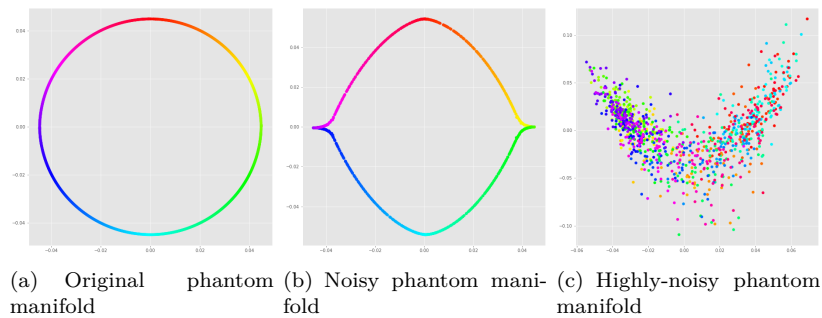 0.04
0.02
0.00
−0.02
−0.04
−0.04 −0.02 0.00 0.02 0.04
0.04
0.02
0.00
−0.02
−0.04
−0.04 −0.02 0.00 0.02 0.04
0.10
0.05
0.00
−0.05
−0.10
−0.06 −0.04 −0.02 0.00 0.02 0.04 0.06
(a) Original phantom
manifold
(b) Noisy phantom mani-
fold
(c) Highly-noisy phantom
manifold